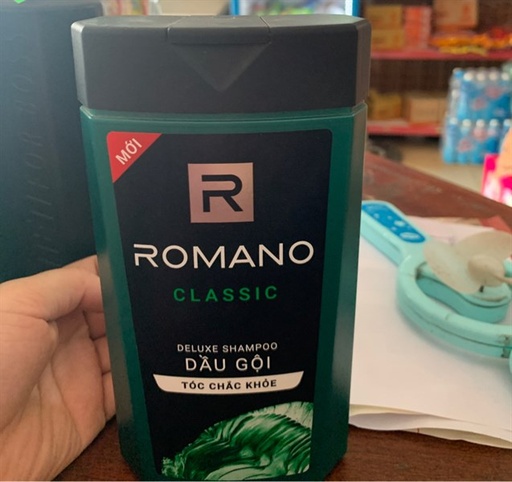 MỚI
R
ROMANO
CLASSIC
DELUXE SHAMPOO
DẦU GỘI
TÓC CHẮC KHỎE